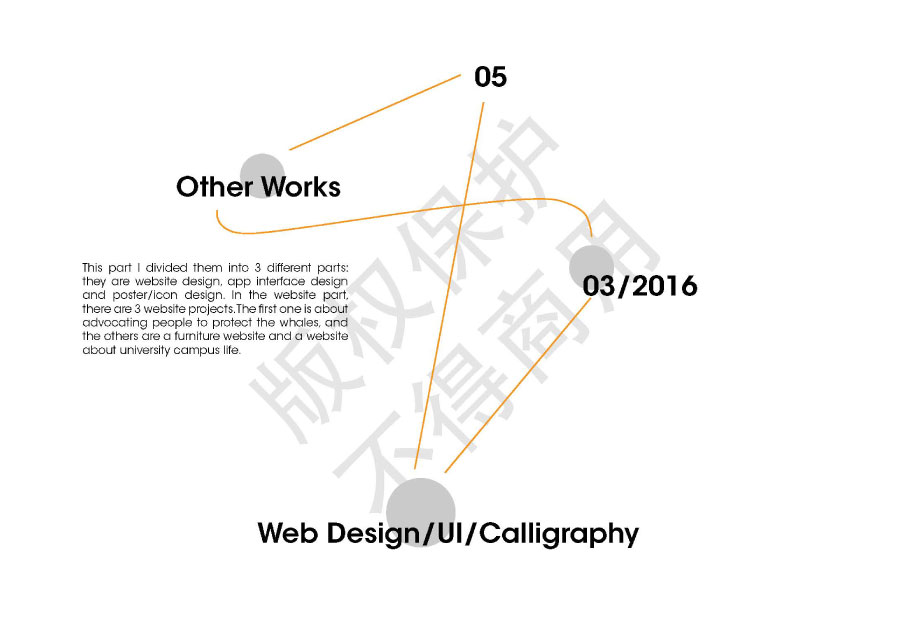 05
Other Works
03/2016
This part I divided them into 3 different parts:
they are website design, app interface design
and poster/icon design. In the website part,
there are 3 website projects.The first one is about
advocating people to protect the whales, and
the others are a furniture website and a website
about university campus life.
Web Design/UI/Calligraphy
版权保护
不得商用